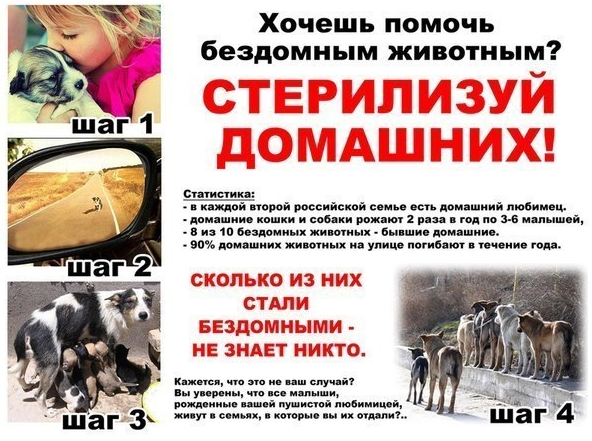 Хочешь помочь
бездомным животным?
СТЕРИЛИЗУЙ
ДОМАШНИХ!
шаг 1
Статистика:
- в каждой второй российской семье есть домашний любимец.
- домашние кошки и собаки рожают 2 раза в год по 3-6 малышей,
- 8 из 10 бездомных животных - бывшие домашние.
- 90% домашних животных на улице погибают в течение года.
шаг 2
СКОЛЬКО ИЗ НИХ
СТАЛИ
БЕЗДОМНЫМИ -
НЕ ЗНАЕТ НИКТО.
Кажется, что это не ваш случай?
Вы уверены, что все малыши,
рожденные вашей пушистой любимицей,
живут в семьях, в которые вы их отдали?..
шаг 3
шаг 4